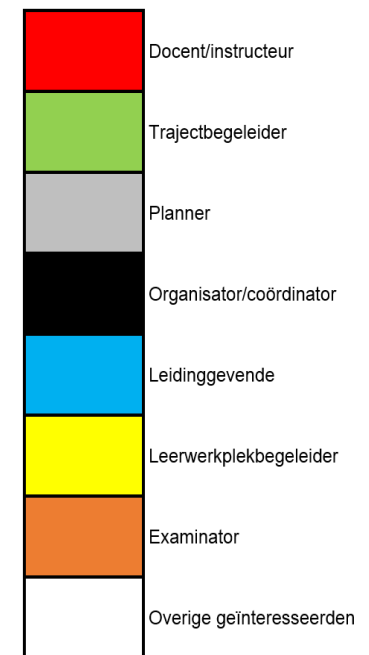 Docent/instructeur
Trajectbegeleider
Planner
Organisator/coördinator
Leidinggevende
Leerwerkplekbegeleider
Examinator
Overige geïnteresseerden